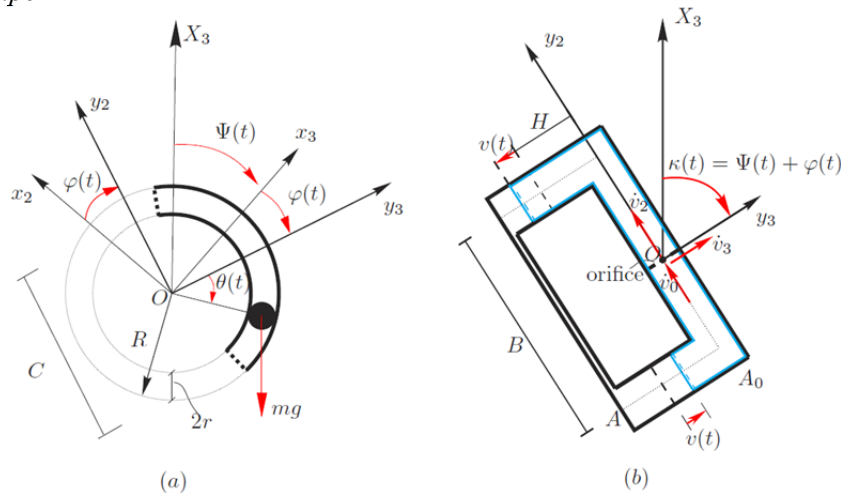 X₃
y₂
Ψ(t)
x₃
x₂
φ(t)
φ(t)
y₃
θ(t)
O
R
C
2r
mg
(a)
X₃
y₂
H
v(t)
κ(t) = Ψ(t) + φ(t)
v̇₂
y₃
v̇₃
O
orifice
v̇₀
B
A₀
A
v(t)
(b)